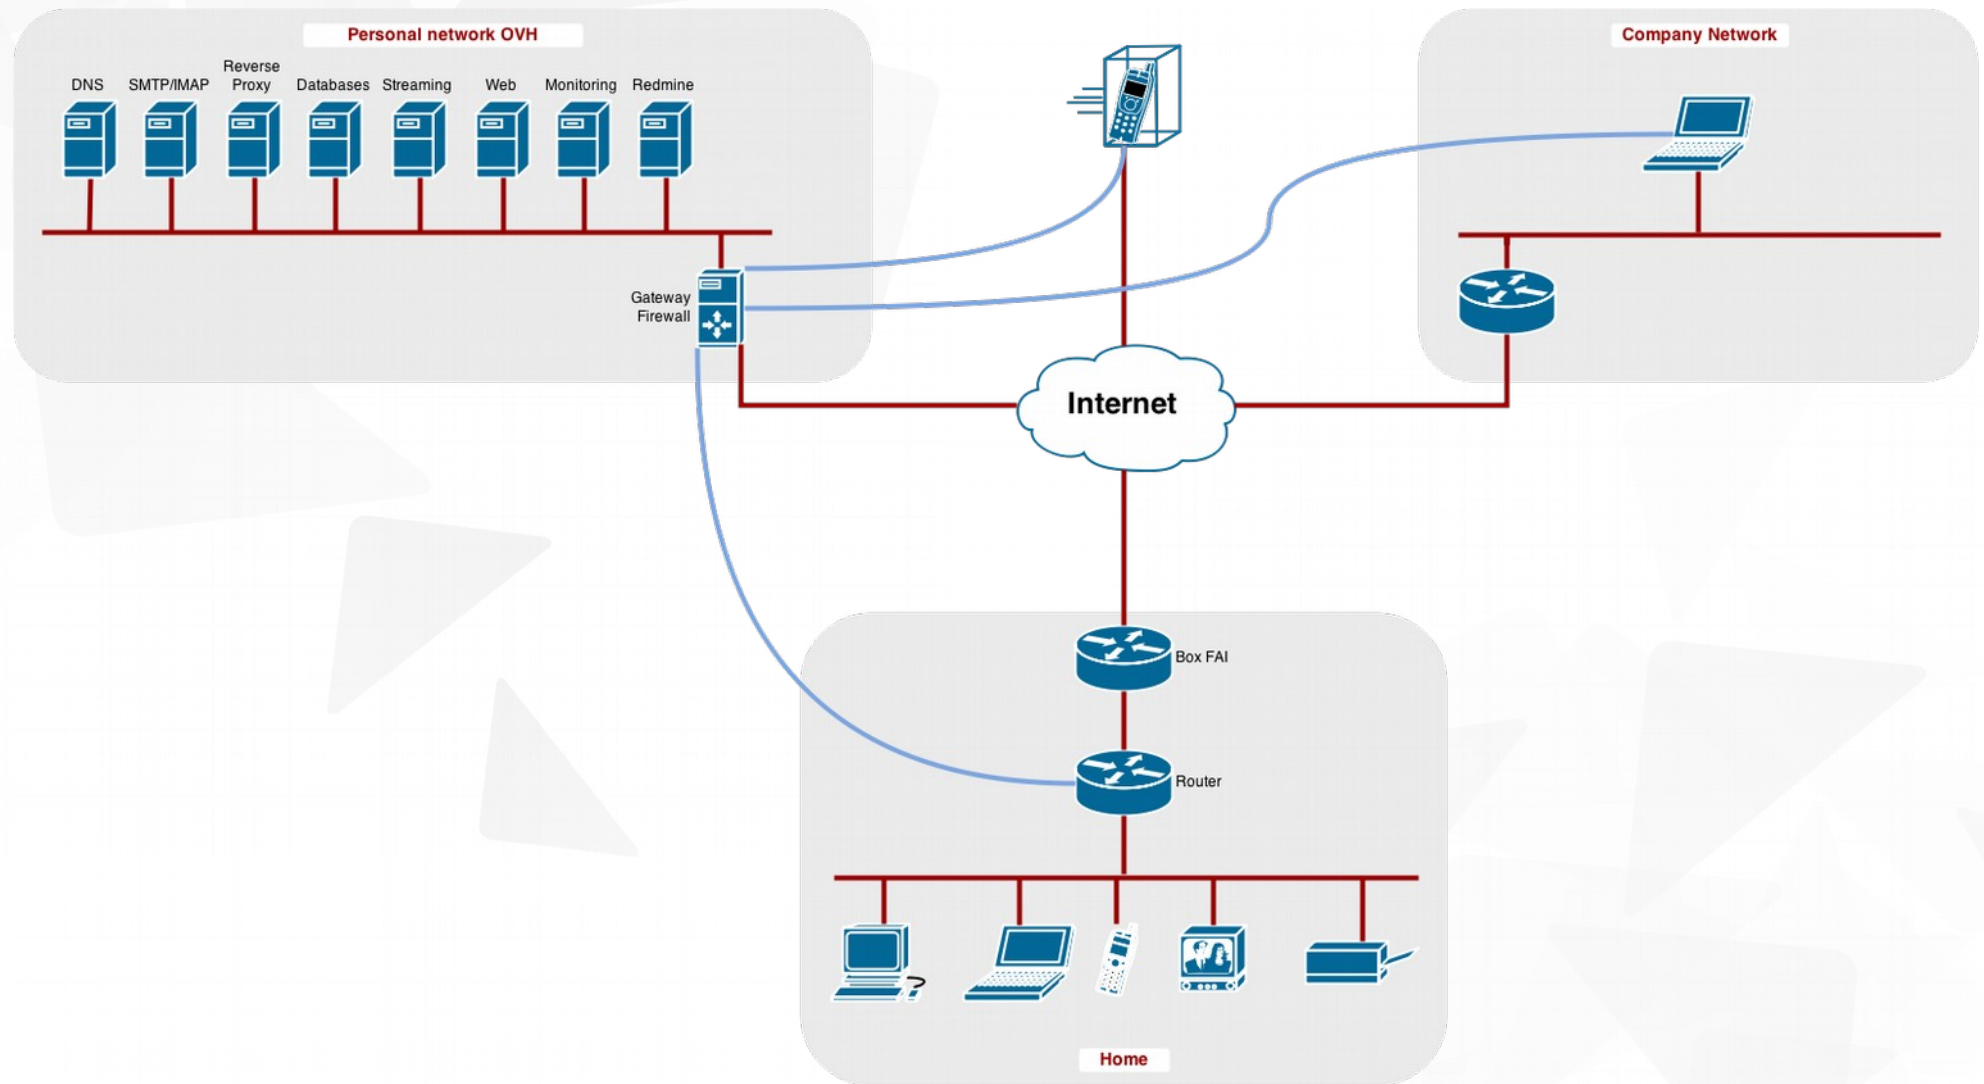 Personal network OVH
Company Network
DNS
SMTP/IMAP
Reverse
Proxy
Databases
Streaming
Web
Monitoring
Redmine
Gateway
Firewall
Internet
Box FAI
Router
Home